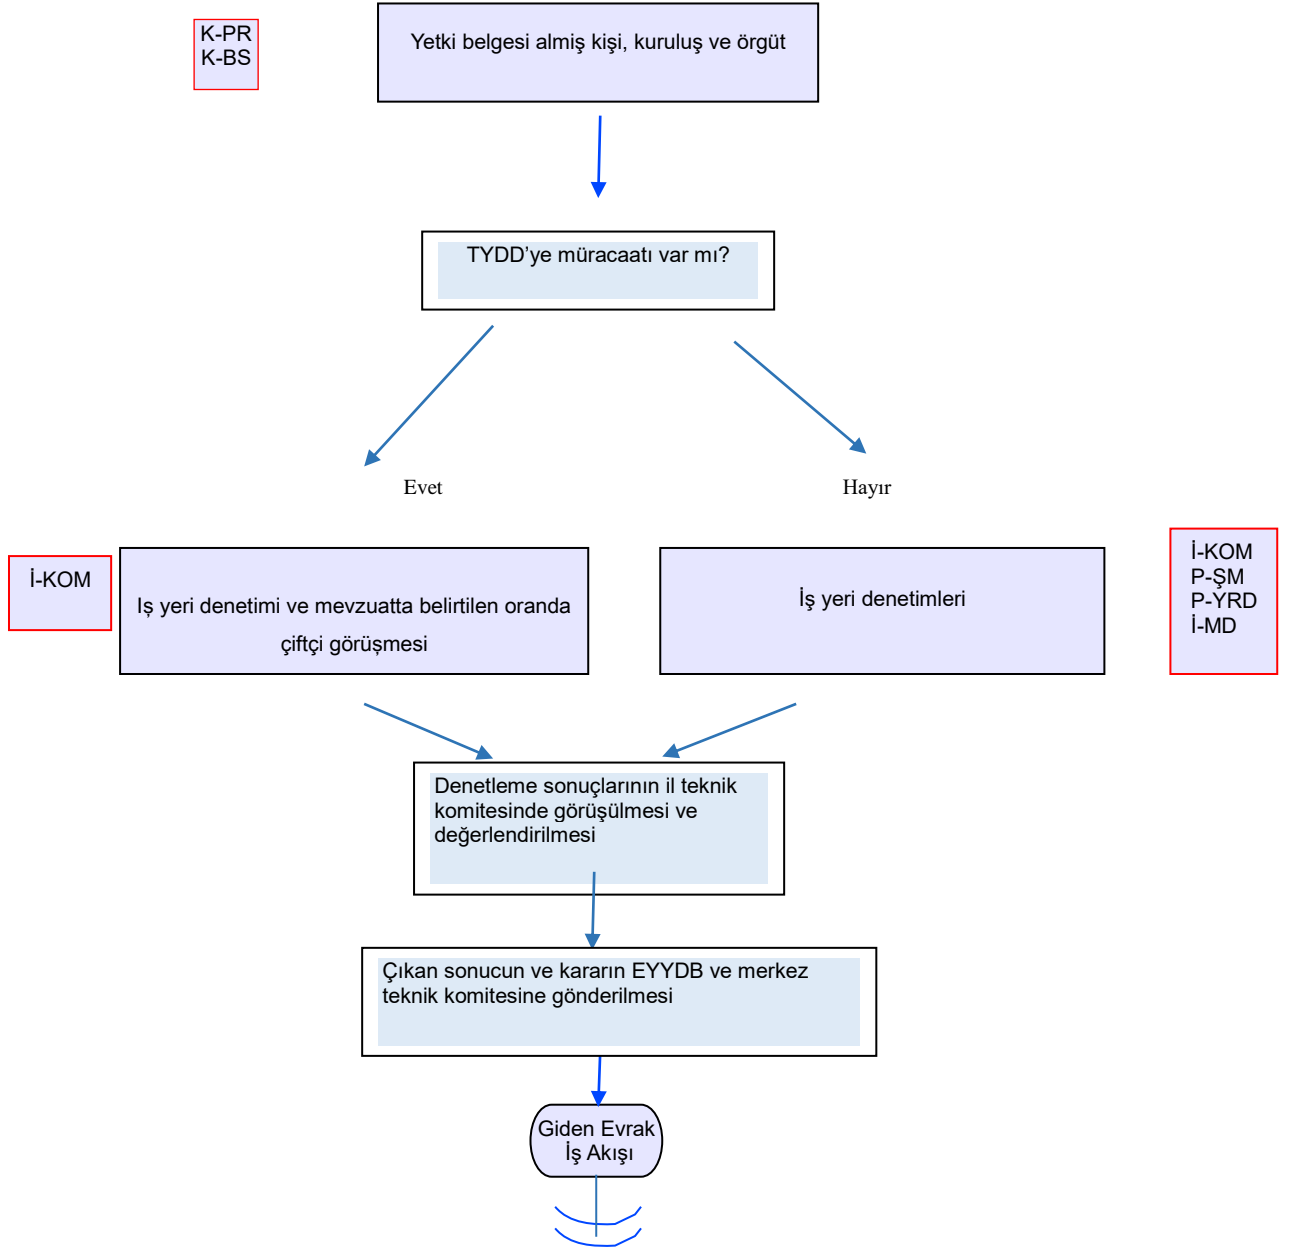 K-PR
K-BS
Yetki belgesi almiş kişi, kuruluş ve örgüt
TYDD’ye müracaatı var mı?
Evet
Hayır
İ-KOM
Iş yeri denetimi ve mevzuatta belirtilen oranda
çiftçi görüşmesi
İş yeri denetimleri
İ-KOM
P-ŞM
P-YRD
İ-MD
Denetleme sonuçlarının il teknik
komitesinde görüşülmesi ve
değerlendirilmesi
Çıkan sonucun ve kararın EYYDB ve merkez
teknik komitesine gönderilmesi
Giden Evrak
İş Akışı